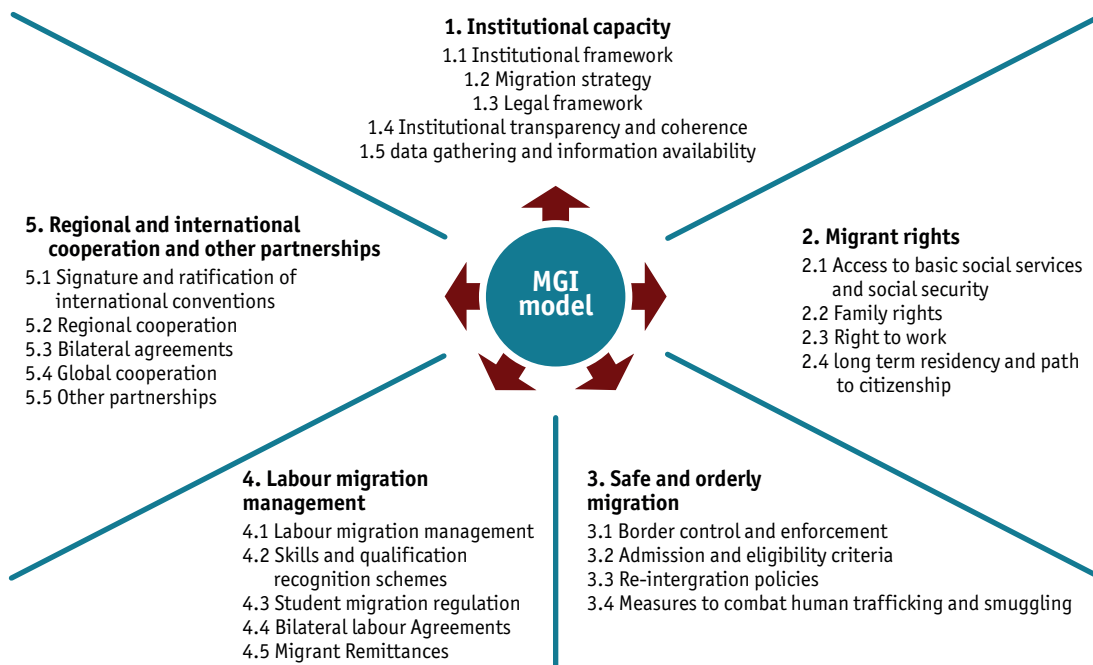 1. Institutional capacity
1.1 Institutional framework
1.2 Migration strategy
1.3 Legal framework
1.4 Institutional transparency and coherence
1.5 data gathering and information availability
MGI
model
2. Migrant rights
2.1 Access to basic social services
and social security
2.2 Family rights
2.3 Right to work
2.4 long term residency and path
to citizenship
3. Safe and orderly
migration
3.1 Border control and enforcement
3.2 Admission and eligibility criteria
3.3 Re-intergration policies
3.4 Measures to combat human trafficking and smuggling
4. Labour migration
management
4.1 Labour migration management
4.2 Skills and qualification
recognition schemes
4.3 Student migration regulation
4.4 Bilateral labour Agreements
4.5 Migrant Remittances
5. Regional and international
cooperation and other partnerships
5.1 Signature and ratification of
international conventions
5.2 Regional cooperation
5.3 Bilateral agreements
5.4 Global cooperation
5.5 Other partnerships